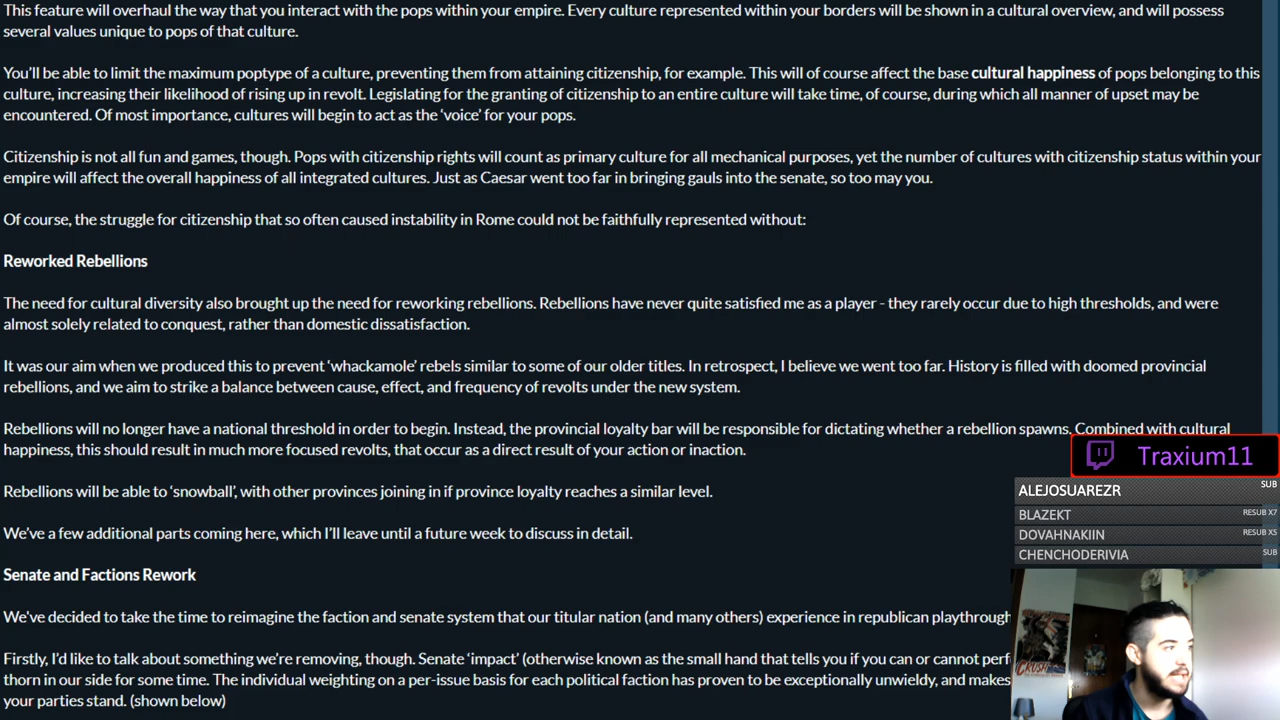 This feature will overhaul the way that you interact with the pops within your empire. Every culture represented within your borders will be shown in a cultural overview, and will possess
several values unique to pops of that culture.
You'll be able to limit the maximum poptype of a culture, preventing them from attaining citizenship, for example. This will of course affect the base cultural happiness of pops belonging to this
culture, increasing their likelihood of rising up in revolt. Legislating for the granting of citizenship to an entire culture will take time, of course, during which all manner of upset may be
encountered. Of most importance, cultures will begin to act as the 'voice' for your pops.
Citizenship is not all fun and games, though. Pops with citizenship rights will count as primary culture for all mechanical purposes, yet the number of cultures with citizenship status within your
empire will affect the overall happiness of all integrated cultures. Just as Caesar went too far in bringing gauls into the senate, so too may you.
Of course, the struggle for citizenship that so often caused instability in Rome could not be faithfully represented without:
Reworked Rebellions
The need for cultural diversity also brought up the need for reworking rebellions. Rebellions have never quite satisfied me as a player - they rarely occur due to high thresholds, and were
almost solely related to conquest, rather than domestic dissatisfaction.
It was our aim when we produced this to prevent 'whackamole' rebels similar to some of our older titles. In retrospect, I believe we went too far. History is filled with doomed provincial
rebellions, and we aim to strike a balance between cause, effect, and frequency of revolts under the new system.
Rebellions will no longer have a national threshold in order to begin. Instead, the provincial loyalty bar will be responsible for dictating whether a rebellion spawns. Combined with cultural
happiness, this should result in much more focused revolts, that occur as a direct result of your action or inaction.
Traxium11
Rebellions will be able to 'snowball', with other provinces joining in if province loyalty reaches a similar level.
ALEJOSUAREZR SUB
BLAZEKT RESUB X7
We've a few additional parts coming here, which I'll leave until a future week to discuss in detail.
DOVAHNAKIIN RESUB X5
CHENCHODERIVIA SUB
Senate and Factions Rework
We've decided to take the time to reimagine the faction and senate system that our titular nation (and many others) experience in republican playthrough
Firstly, I'd like to talk about something we're removing, though. Senate 'impact' (otherwise known as the small hand that tells you if you can or cannot perf
thorn in our side for some time. The individual weighting on a per-issue basis for each political faction has proven to be exceptionally unwieldy, and makes
your parties stand. (shown below)
CRUSH